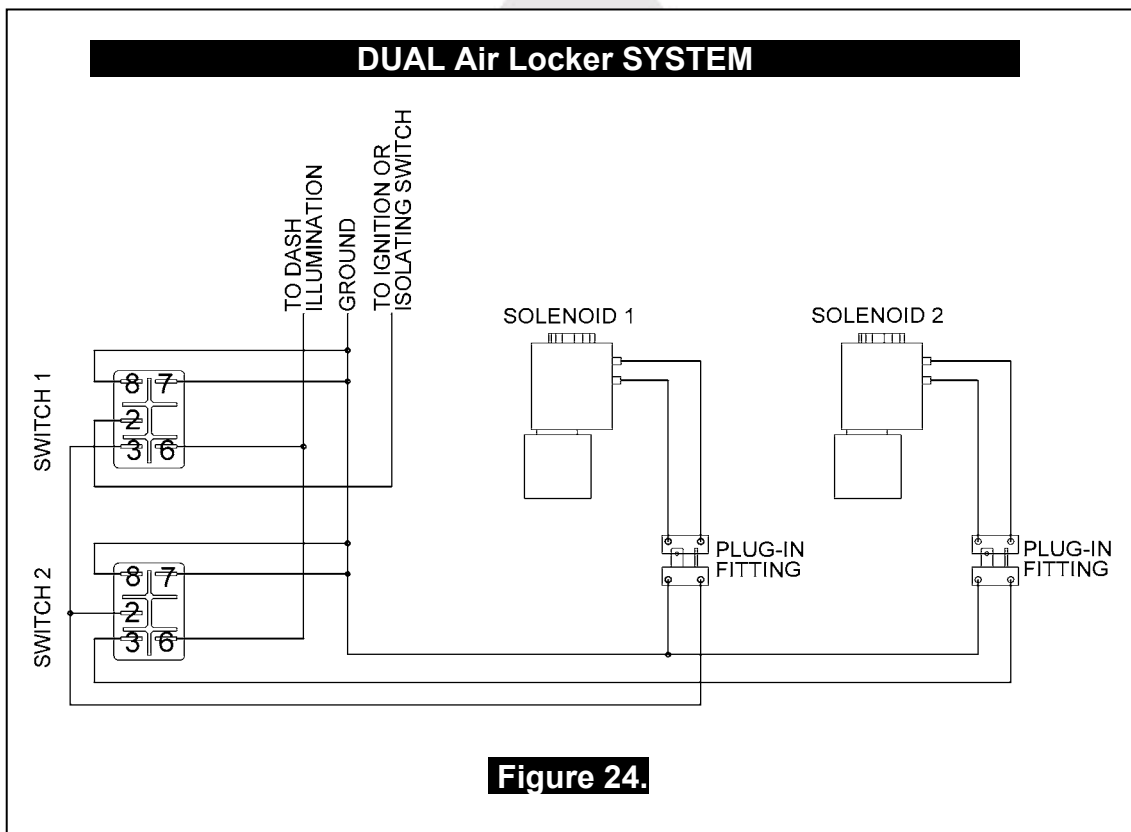 DUAL Air Locker SYSTEM
TO DASH
ILLUMINATION
GROUND
TO IGNITION OR
ISOLATING SWITCH
SOLENOID 1
SOLENOID 2
SWITCH 1
8 7
2
3 6
SWITCH 2
8 7
2
3 6
PLUG-IN
FITTING
PLUG-IN
FITTING
Figure 24.